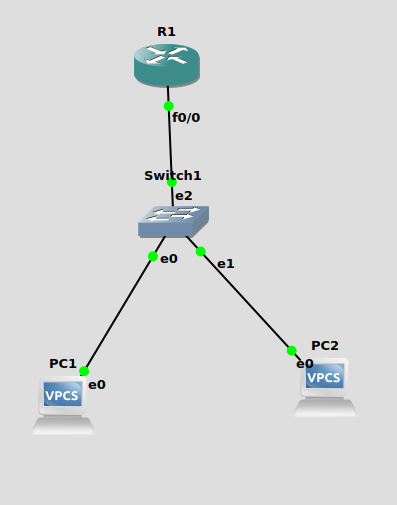 R1
f0/0
Switch1
e2
e0
e1
PC1
e0
VPCS
PC2
e0
VPCS